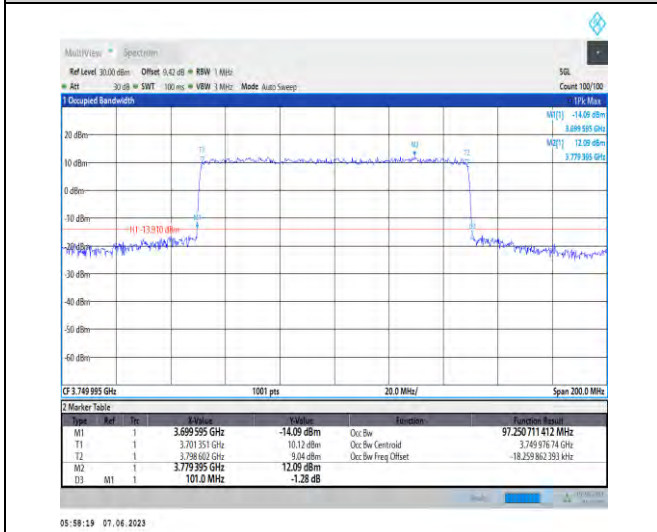 MultiView Spectrum
Ref Level 30.00 dBm Offset 9.42 dB RBW 1 MHz SGL
Att 30 dB SWT 100 ms VBW 3 MHz Mode Auto Sweep Count 100/100
1 Occupied Bandwidth 1Pk Max
M1[1] -14.09 dBm
3.699 595 GHz
20 dBm M2[1] 12.09 dBm
3.779 395 GHz
M2
T1 T2
10 dBm
0 dBm
-10 dBm
H1 -13.910 dBm
-20 dBm
-30 dBm
-40 dBm
-50 dBm
-60 dBm
CF 3.749 995 GHz 1001 pts 20.0 MHz/ Span 200.0 MHz
2 Marker Table
Type Ref Trc X-Value Y-Value Function Function Result
M1 1 3.699 595 GHz -14.09 dBm Occ Bw 97.250 711 412 MHz
T1 1 3.701 351 GHz 10.12 dBm Occ Bw Centroid 3.749 976 74 GHz
T2 1 3.798 602 GHz 9.04 dBm Occ Bw Freq Offset -18.259 862 393 kHz
M2 1 3.779 395 GHz 12.09 dBm
D3 M1 1 101.0 MHz -1.28 dB
05:58:19 07.06.2023